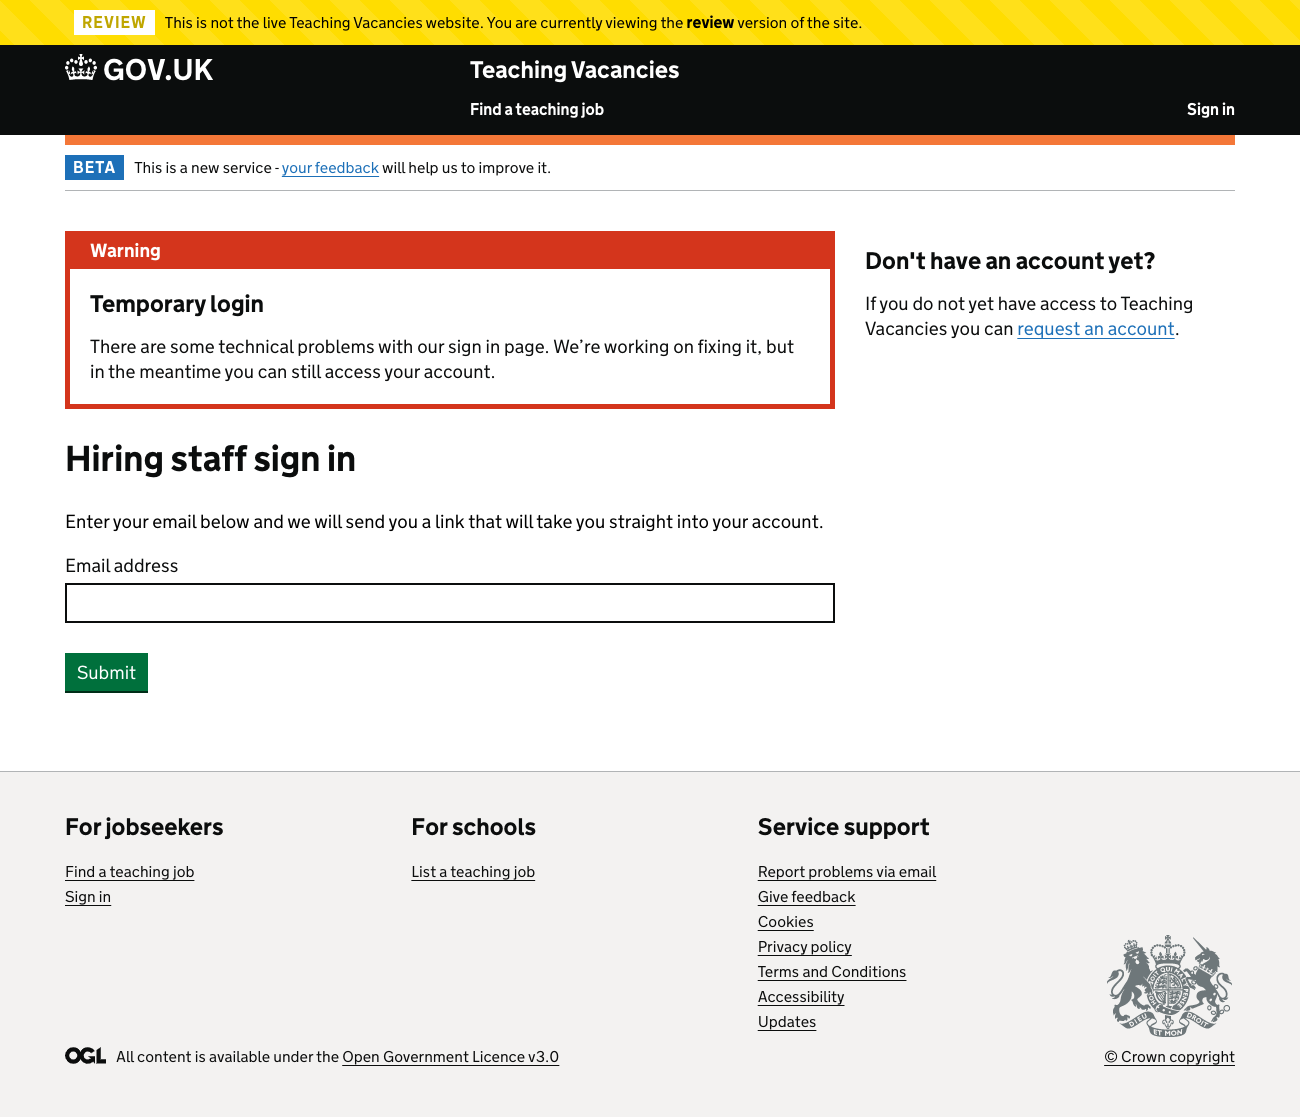 REVIEW This is not the live Teaching Vacancies website. You are currently viewing the review version of the site.
GOV.UK Teaching Vacancies
Find a teaching job Sign in
BETA This is a new service - your feedback will help us to improve it.
Warning
Temporary login
There are some technical problems with our sign in page. We’re working on fixing it, but
in the meantime you can still access your account.
Don't have an account yet?
If you do not yet have access to Teaching
Vacancies you can request an account.
Hiring staff sign in
Enter your email below and we will send you a link that will take you straight into your account.
Email address
Submit
For jobseekers
Find a teaching job
Sign in
For schools
List a teaching job
Service support
Report problems via email
Give feedback
Cookies
Privacy policy
Terms and Conditions
Accessibility
Updates
DIEU ET MON DROIT
OGL All content is available under the Open Government Licence v3.0
© Crown copyright